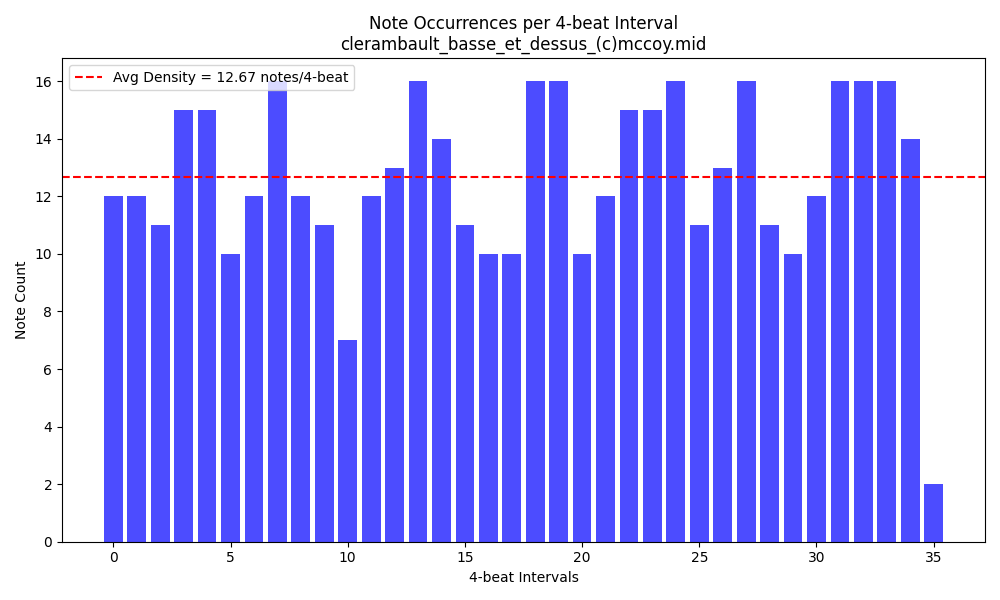 Note Occurrences per 4-beat Interval
clerambault_basse_et_dessus_(c)mccoy.mid
Avg Density = 12.67 notes/4-beat
Note Count
16
14
12
10
8
6
4
2
0
0 5 10 15 20 25 30 35
4-beat Intervals